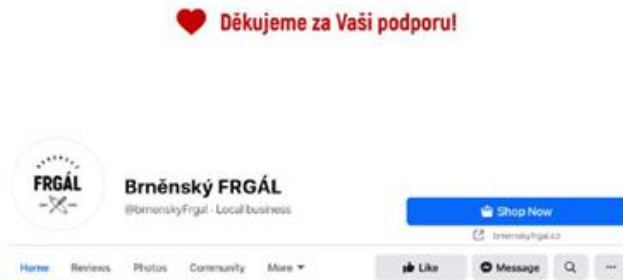 Děkujeme za Vaši podporu!
FRGÁL
Brněnský FRGÁL
@brnenskyFrgal · Local business
Shop Now
brnenskyfrgal.cz
Home Reviews Photos Community More
Like Message